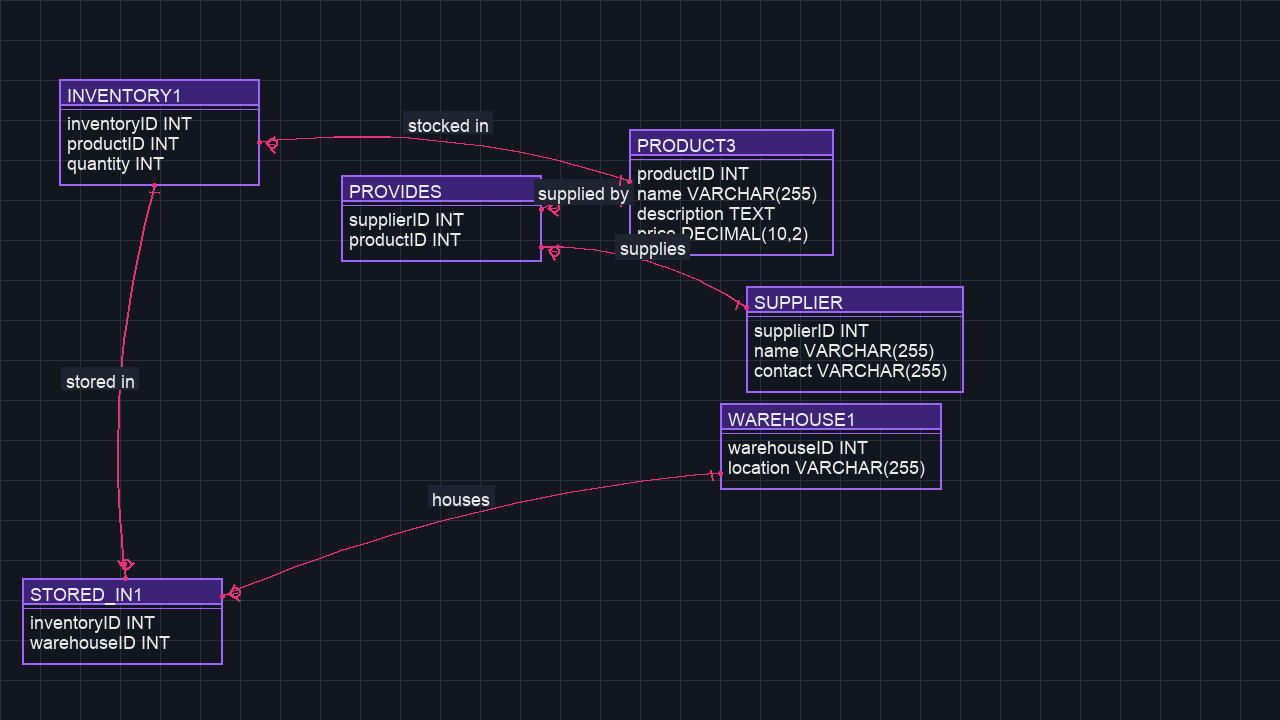 INVENTORY1
inventoryID INT
productID INT
quantity INT
stocked in
PRODUCT3
productID INT
name VARCHAR(255)
description TEXT
price DECIMAL(10,2)
PROVIDES
supplierID INT
productID INT
supplied by
supplies
SUPPLIER
supplierID INT
name VARCHAR(255)
contact VARCHAR(255)
stored in
WAREHOUSE1
warehouseID INT
location VARCHAR(255)
houses
STORED_IN1
inventoryID INT
warehouseID INT